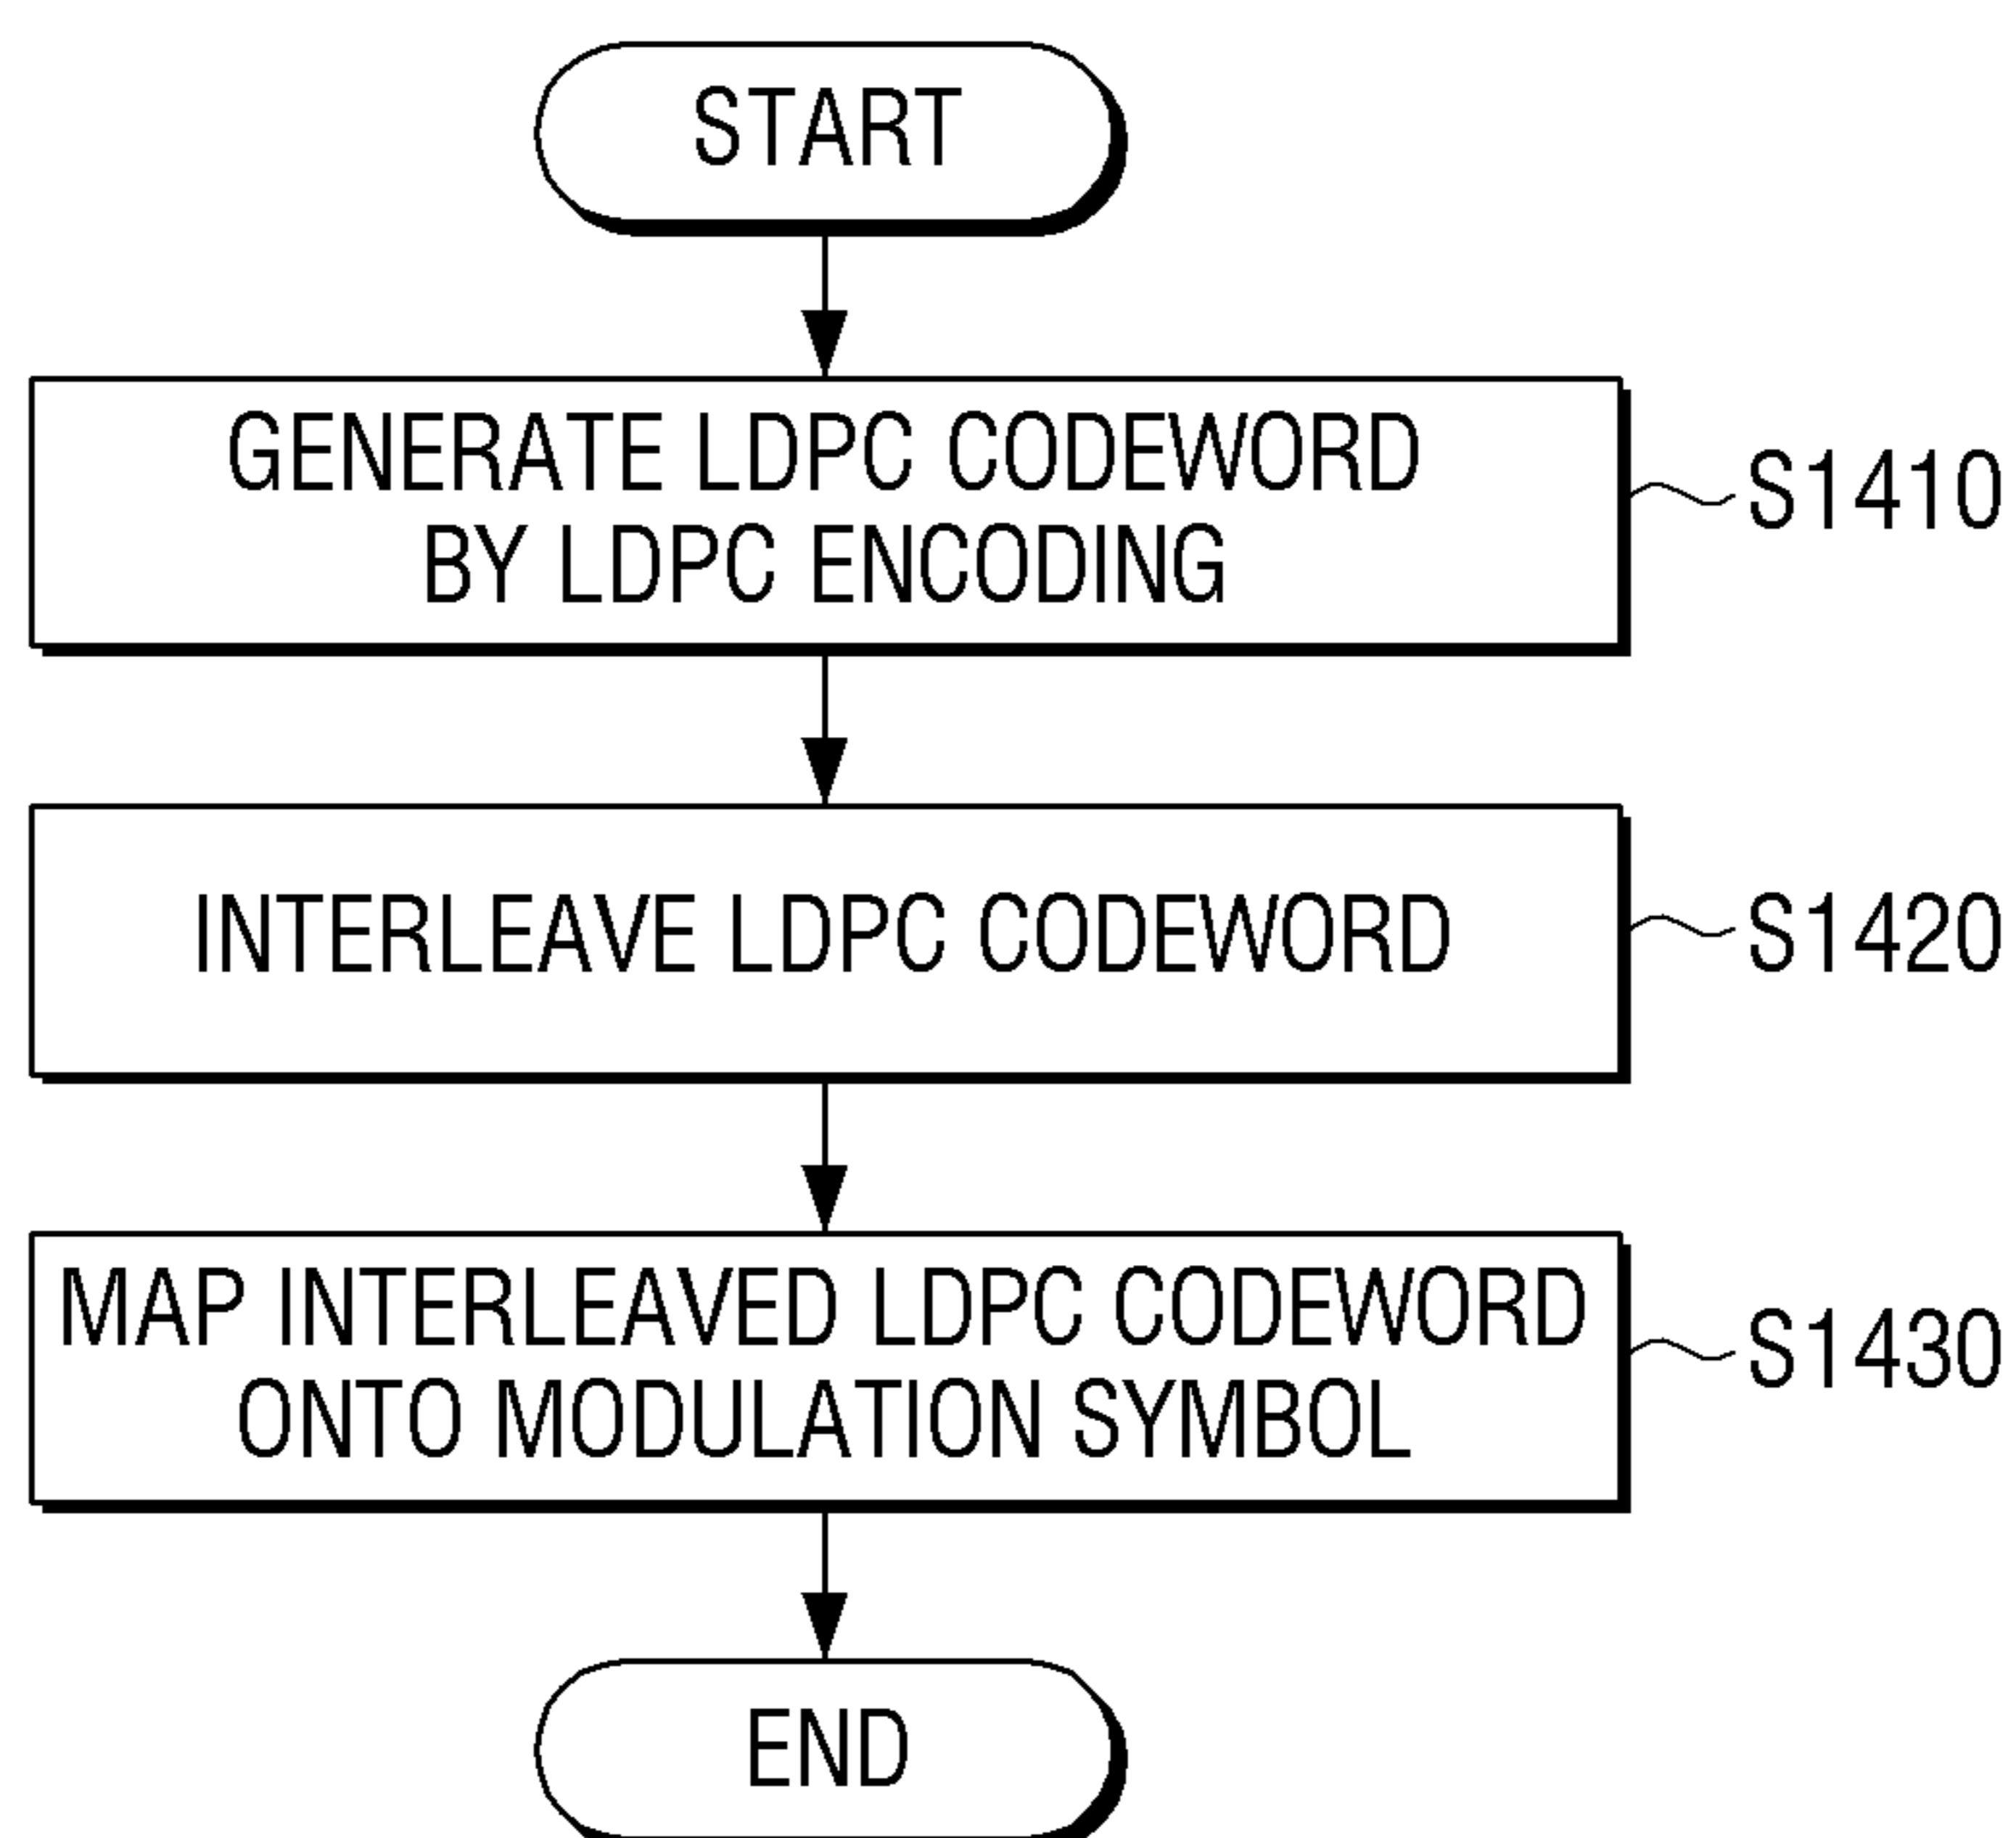 START
GENERATE LDPC CODEWORD
BY LDPC ENCODING
S1410
INTERLEAVE LDPC CODEWORD
S1420
MAP INTERLEAVED LDPC CODEWORD
ONTO MODULATION SYMBOL
S1430
END